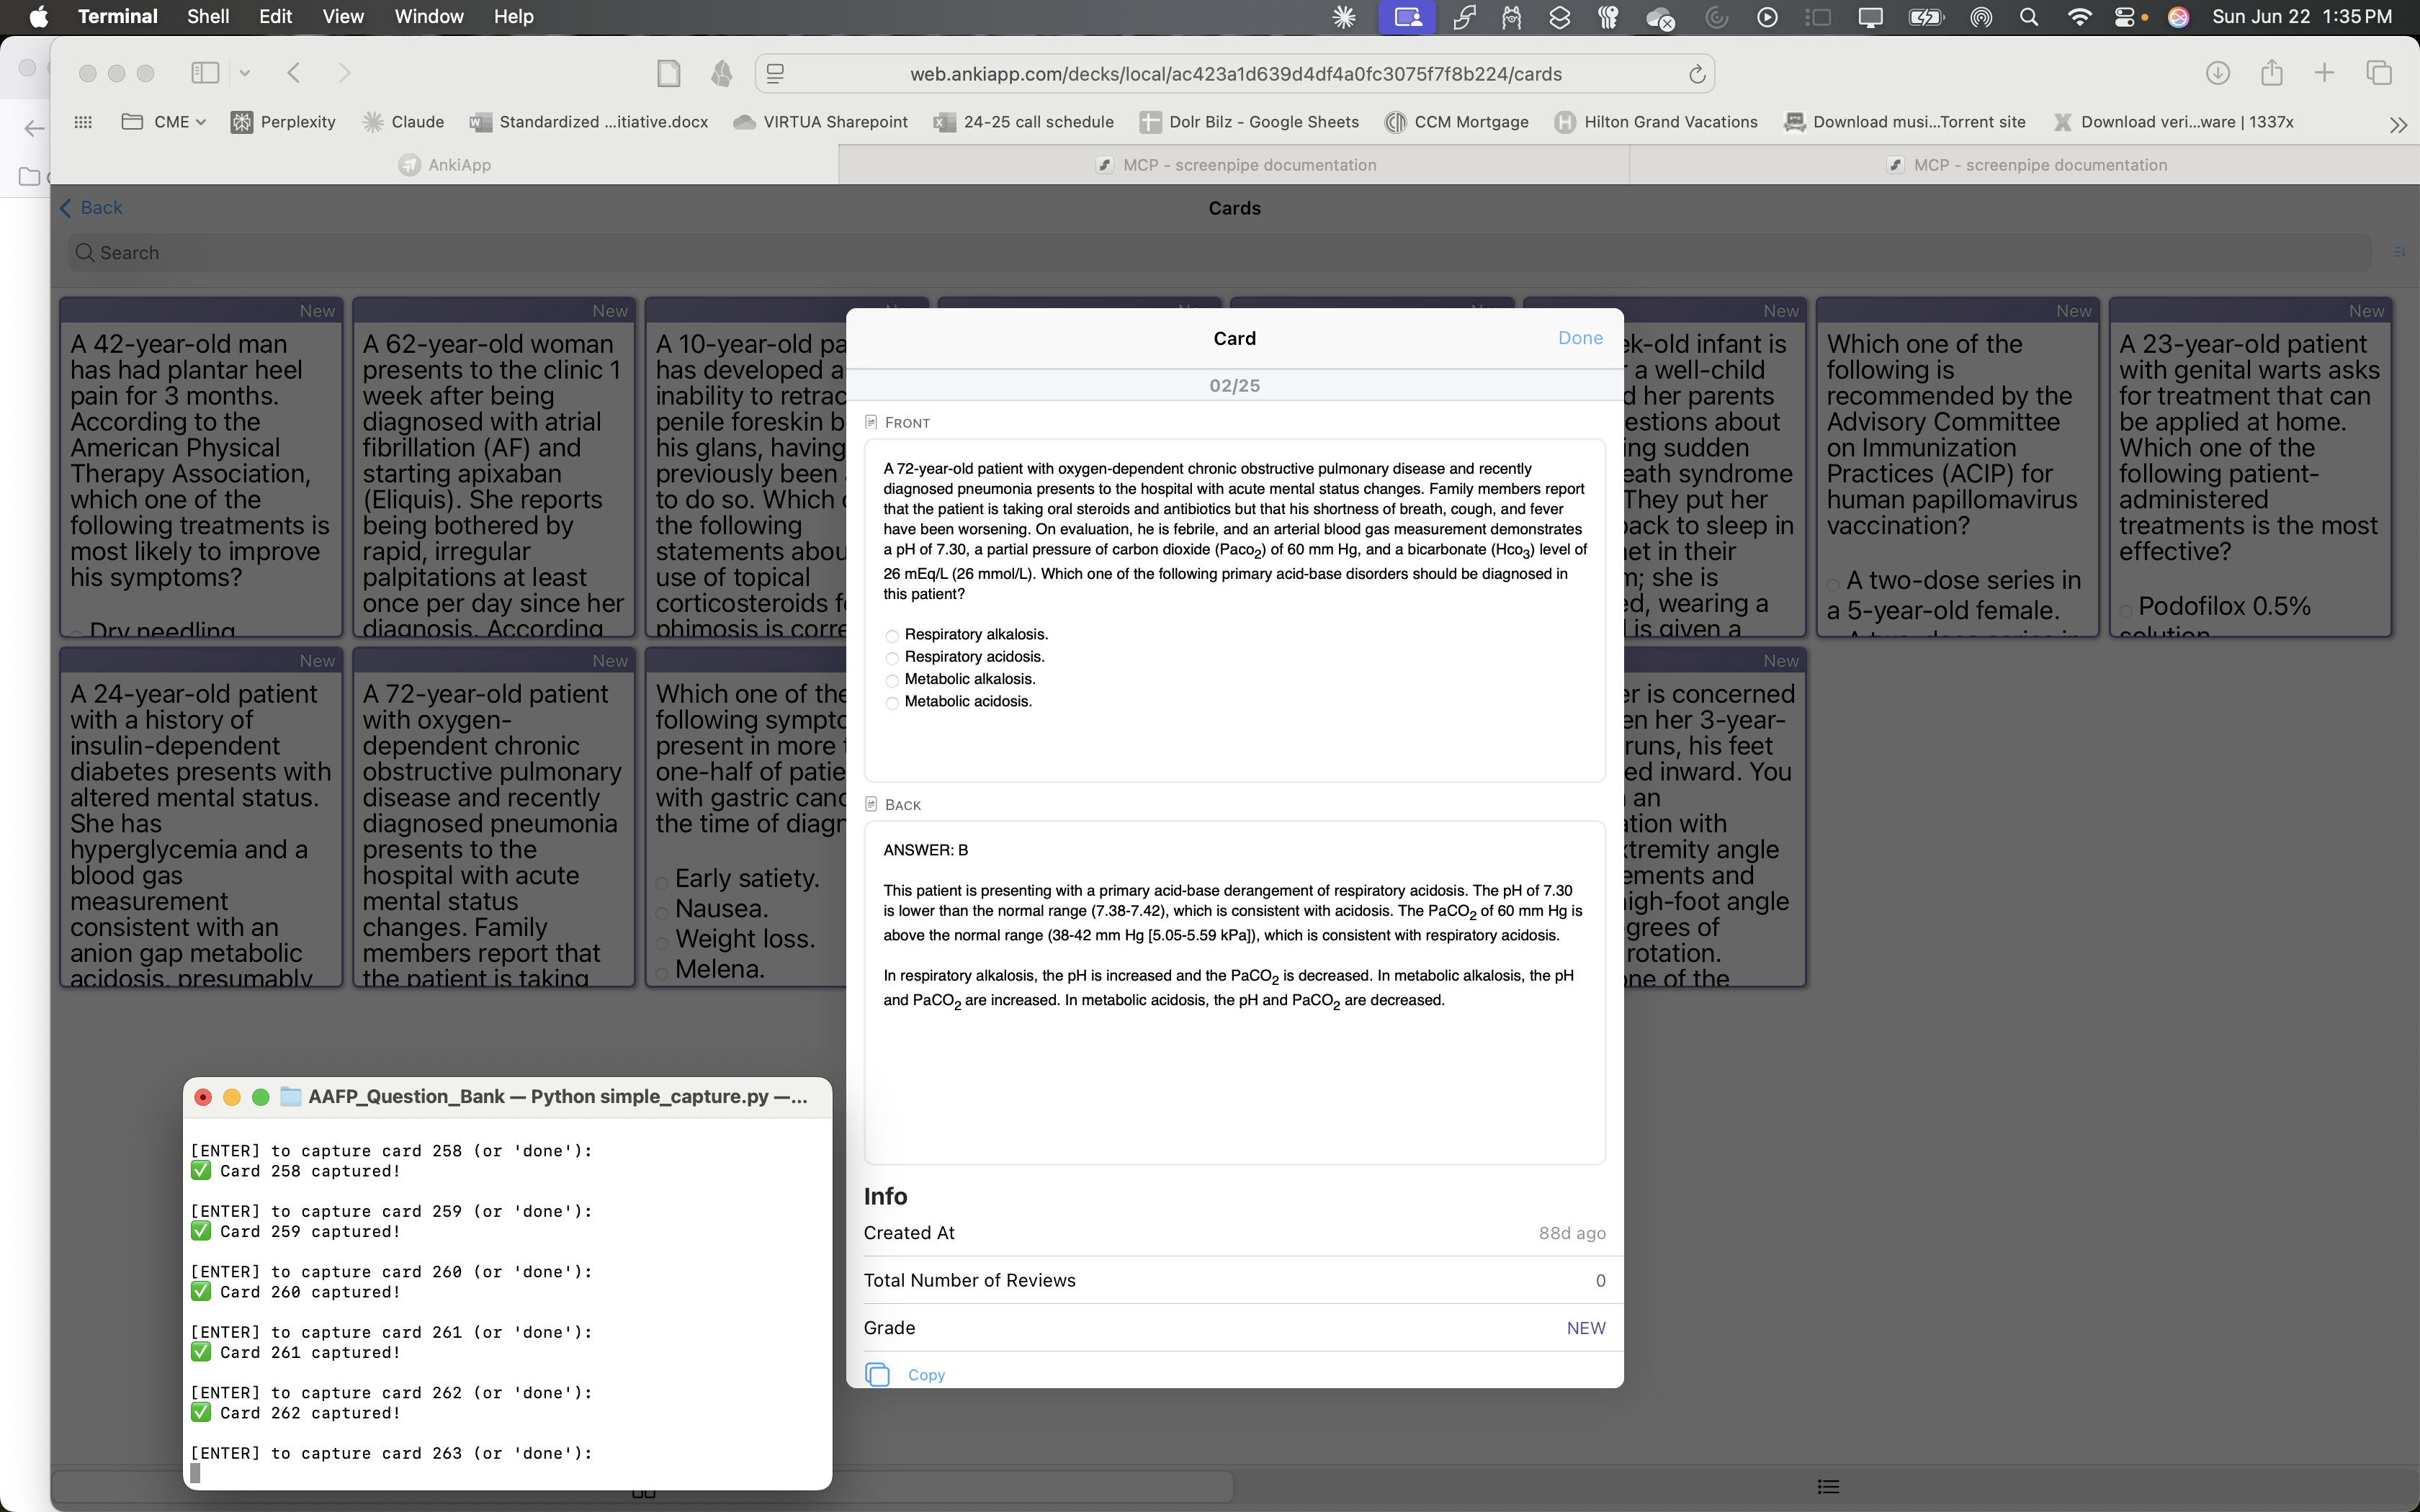 Terminal Shell Edit View Window Help
Sun Jun 22 1:35 PM
web.ankiapp.com/decks/local/ac423a1d639d4df4a0fc3075f7f8b224/cards
CME Perplexity Claude Standardized ...itiative.docx VIRTUA Sharepoint 24-25 call schedule Dolr Bilz - Google Sheets CCM Mortgage Hilton Grand Vacations Download musi...Torrent site Download veri...ware | 1337x
AnkiApp MCP - screenpipe documentation MCP - screenpipe documentation
Back Cards
Search
New
A 42-year-old man
has had plantar heel
pain for 3 months.
According to the
American Physical
Therapy Association,
which one of the
following treatments is
most likely to improve
his symptoms?
Dry needling
New
A 62-year-old woman
presents to the clinic 1
week after being
diagnosed with atrial
fibrillation (AF) and
starting apixaban
(Eliquis). She reports
being bothered by
rapid, irregular
palpitations at least
once per day since her
diagnosis. According
A 10-year-old pa
has developed a
inability to retrac
penile foreskin b
his glans, having
previously been
to do so. Which
the following
statements abou
use of topical
corticosteroids f
phimosis is corre
New
ek-old infant is
r a well-child
d her parents
estions about
ing sudden
eath syndrome
They put her
back to sleep in
net in their
m; she is
ed, wearing a
is given a
New
Which one of the
following is
recommended by the
Advisory Committee
on Immunization
Practices (ACIP) for
human papillomavirus
vaccination?
A two-dose series in
a 5-year-old female.
A two-dose series in
New
A 23-year-old patient
with genital warts asks
for treatment that can
be applied at home.
Which one of the
following patient-
administered
treatments is the most
effective?
Podofilox 0.5%
solution
New
A 24-year-old patient
with a history of
insulin-dependent
diabetes presents with
altered mental status.
She has
hyperglycemia and a
blood gas
measurement
consistent with an
anion gap metabolic
acidosis, presumably
New
A 72-year-old patient
with oxygen-
dependent chronic
obstructive pulmonary
disease and recently
diagnosed pneumonia
presents to the
hospital with acute
mental status
changes. Family
members report that
the patient is taking
Which one of the
following sympto
present in more
one-half of patie
with gastric canc
the time of diagn
Early satiety.
Nausea.
Weight loss.
Melena.
New
er is concerned
en her 3-year-
runs, his feet
ed inward. You
an
ation with
xtremity angle
ements and
igh-foot angle
grees of
rotation.
one of the
Card Done
02/25
FRONT
A 72-year-old patient with oxygen-dependent chronic obstructive pulmonary disease and recently
diagnosed pneumonia presents to the hospital with acute mental status changes. Family members report
that the patient is taking oral steroids and antibiotics but that his shortness of breath, cough, and fever
have been worsening. On evaluation, he is febrile, and an arterial blood gas measurement demonstrates
a pH of 7.30, a partial pressure of carbon dioxide (Paco₂) of 60 mm Hg, and a bicarbonate (Hco₃) level of
26 mEq/L (26 mmol/L). Which one of the following primary acid-base disorders should be diagnosed in
this patient?
Respiratory alkalosis.
Respiratory acidosis.
Metabolic alkalosis.
Metabolic acidosis.
BACK
ANSWER: B
This patient is presenting with a primary acid-base derangement of respiratory acidosis. The pH of 7.30
is lower than the normal range (7.38-7.42), which is consistent with acidosis. The PaCO₂ of 60 mm Hg is
above the normal range (38-42 mm Hg [5.05-5.59 kPa]), which is consistent with respiratory acidosis.
In respiratory alkalosis, the pH is increased and the PaCO₂ is decreased. In metabolic alkalosis, the pH
and PaCO₂ are increased. In metabolic acidosis, the pH and PaCO₂ are decreased.
Info
Created At 88d ago
Total Number of Reviews 0
Grade NEW
Copy
AAFP_Question_Bank — Python simple_capture.py —...
[ENTER] to capture card 258 (or 'done'):
✅ Card 258 captured!
[ENTER] to capture card 259 (or 'done'):
✅ Card 259 captured!
[ENTER] to capture card 260 (or 'done'):
✅ Card 260 captured!
[ENTER] to capture card 261 (or 'done'):
✅ Card 261 captured!
[ENTER] to capture card 262 (or 'done'):
✅ Card 262 captured!
[ENTER] to capture card 263 (or 'done'):